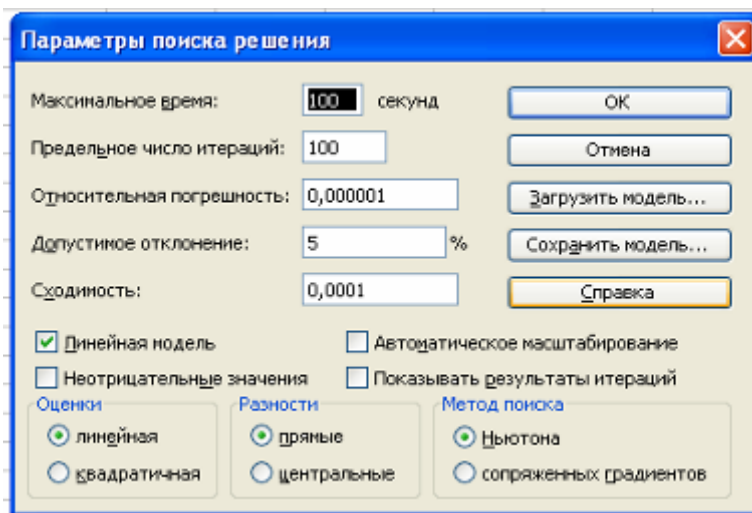 Параметры поиска решения
Максимальное время: 100 секунд OK
Предельное число итераций: 100 Отмена
Относительная погрешность: 0,000001 Загрузить модель...
Допустимое отклонение: 5 % Сохранить модель...
Сходимость: 0,0001 Справка
Линейная модель Автоматическое масштабирование
Неотрицательные значения Показывать результаты итераций
Оценки Разности Метод поиска
линейная прямые Ньютона
квадратичная центральные сопряженных градиентов